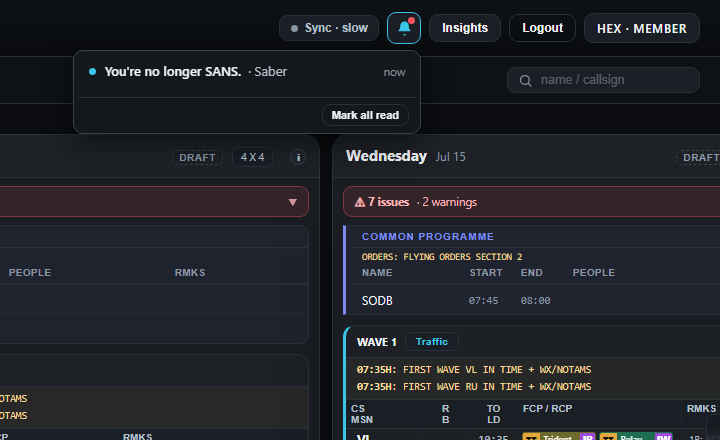 Sync · slow
Insights
Logout
HEX · MEMBER
You're no longer SANS. · Saber now
Mark all read
name / callsign
DRAFT 4X4 i
Wednesday Jul 15 DRAFT
7 issues · 2 warnings
COMMON PROGRAMME
ORDERS: FLYING ORDERS SECTION 2
PEOPLE RMKS
NAME START END PEOPLE
SODB 07:45 08:00
WAVE 1 Traffic
07:35H: FIRST WAVE VL IN TIME + WX/NOTAMS
07:35H: FIRST WAVE RU IN TIME + WX/NOTAMS
OTAMS
OTAMS
CS MSN R B TO LD FCP / RCP RMKS
RMKS
VL 10:35 Trident Relay